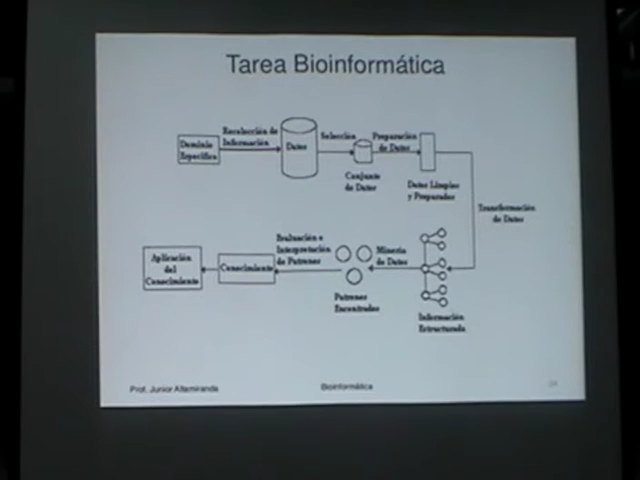 Tarea Bioinformática
Dominio
Específico
Recolección de
Información
Datos
Selección
Conjunto
de Datos
Preparación
de Datos
Datos Limpios
y Preparados
Transformación
de Datos
Información
Estructurada
Minería
de Datos
Patrones
Encontrados
Evaluación e
Interpretación
de Patrones
Conocimiento
Aplicación
del
Conocimiento
Prof. Junior Altamiranda
Bioinformática